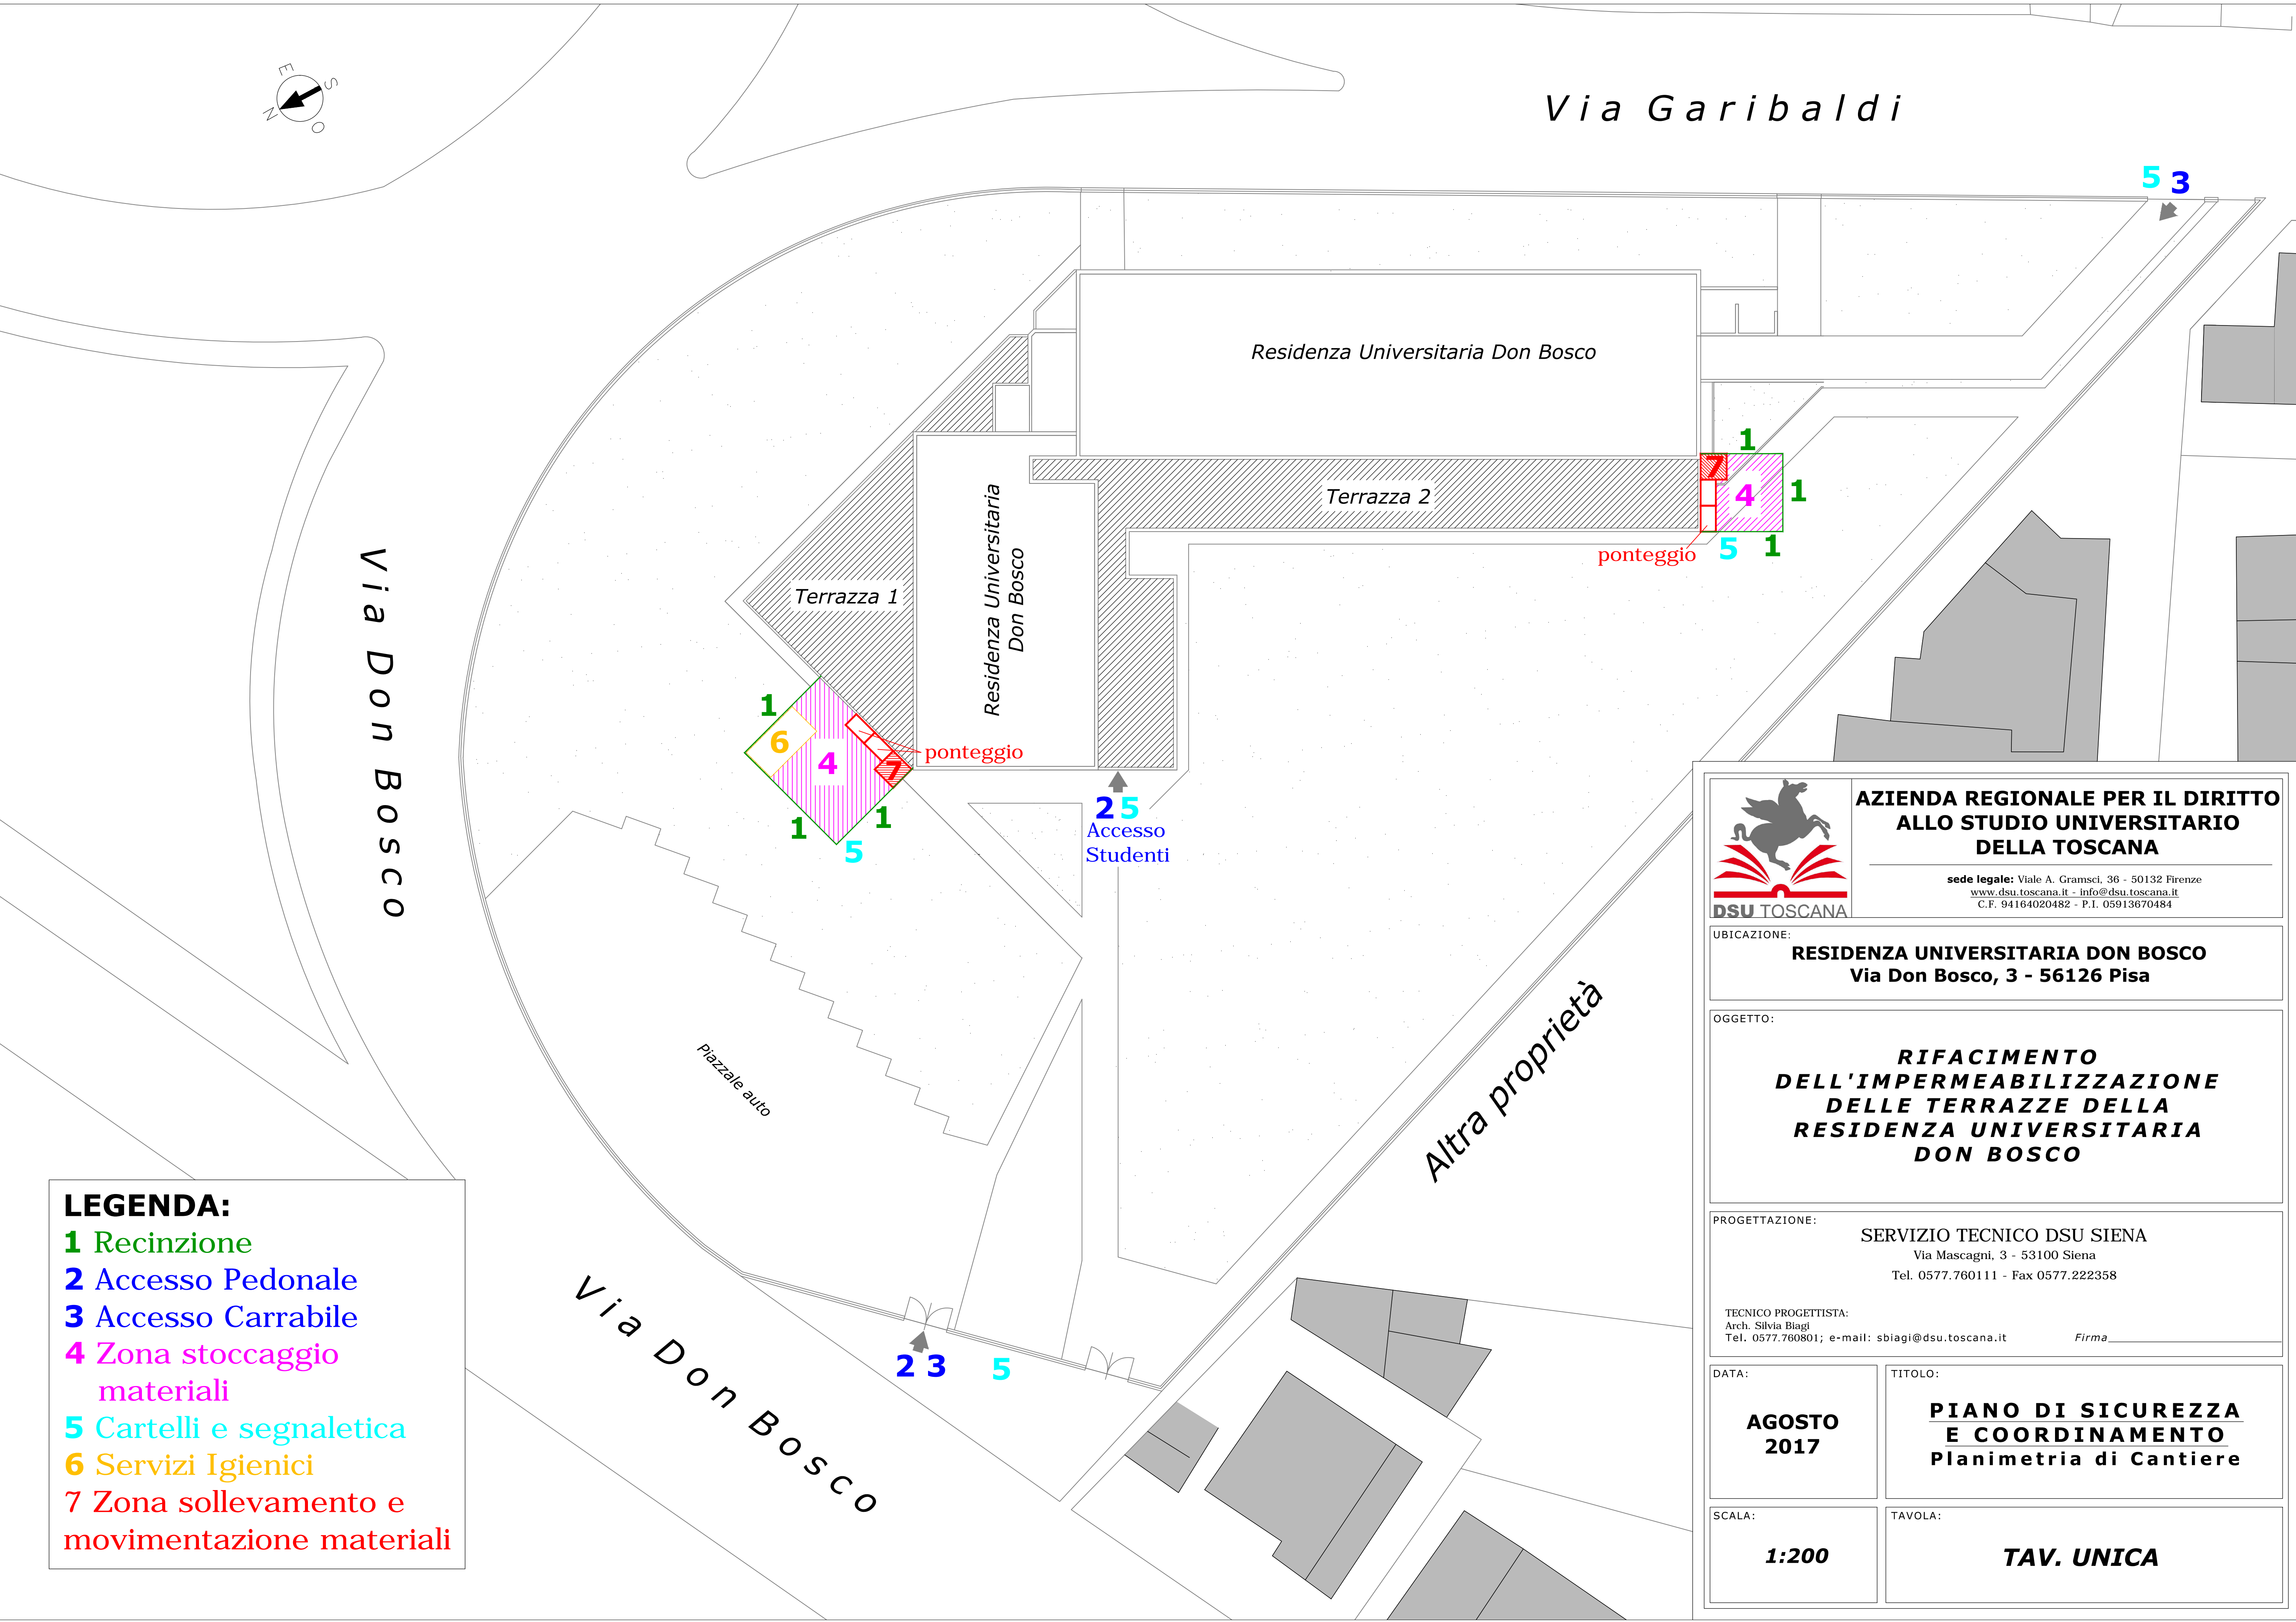 E
S
N
O
Via Garibaldi
5 3
Residenza Universitaria Don Bosco
Terrazza 2
7
4
1
1
1
5
ponteggio
Residenza Universitaria
Don Bosco
Terrazza 1
Via Don Bosco
1
6
4
7
ponteggio
1
1
5
2 5
Accesso
Studenti
Piazzale auto
Altra proprietà
2 3
5
Via Don Bosco
LEGENDA:
1 Recinzione
2 Accesso Pedonale
3 Accesso Carrabile
4 Zona stoccaggio
materiali
5 Cartelli e segnaletica
6 Servizi Igienici
7 Zona sollevamento e
movimentazione materiali
DSU TOSCANA
AZIENDA REGIONALE PER IL DIRITTO
ALLO STUDIO UNIVERSITARIO
DELLA TOSCANA
sede legale: Viale A. Gramsci, 36 - 50132 Firenze
www.dsu.toscana.it - info@dsu.toscana.it
C.F. 94164020482 - P.I. 05913670484
UBICAZIONE:
RESIDENZA UNIVERSITARIA DON BOSCO
Via Don Bosco, 3 - 56126 Pisa
OGGETTO:
RIFACIMENTO
DELL'IMPERMEABILIZZAZIONE
DELLE TERRAZZE DELLA
RESIDENZA UNIVERSITARIA
DON BOSCO
PROGETTAZIONE:
SERVIZIO TECNICO DSU SIENA
Via Mascagni, 3 - 53100 Siena
Tel. 0577.760111 - Fax 0577.222358
TECNICO PROGETTISTA:
Arch. Silvia Biagi
Tel. 0577.760801; e-mail: sbiagi@dsu.toscana.it Firma
DATA:
AGOSTO
2017
TITOLO:
PIANO DI SICUREZZA
E COORDINAMENTO
Planimetria di Cantiere
SCALA:
1:200
TAVOLA:
TAV. UNICA